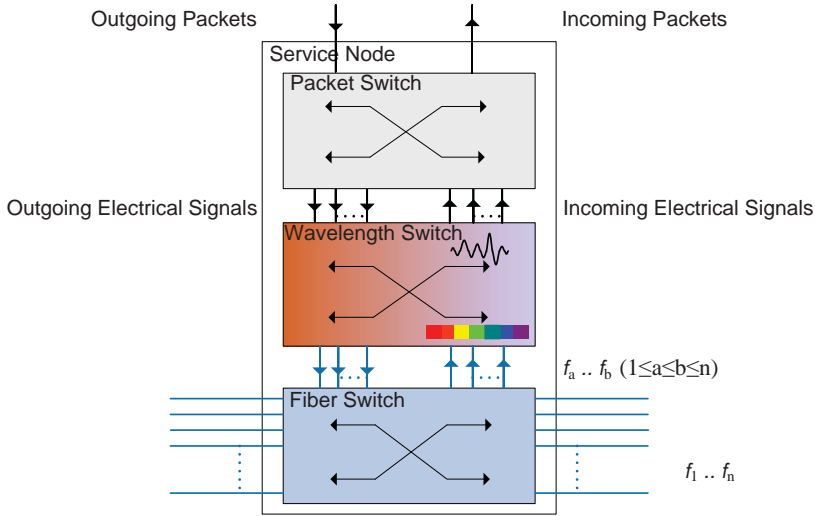 Outgoing Packets
Incoming Packets
Service Node
Packet Switch
Outgoing Electrical Signals
Incoming Electrical Signals
Wavelength Switch
fa .. fb (1≤a≤b≤n)
Fiber Switch
f1 .. fn